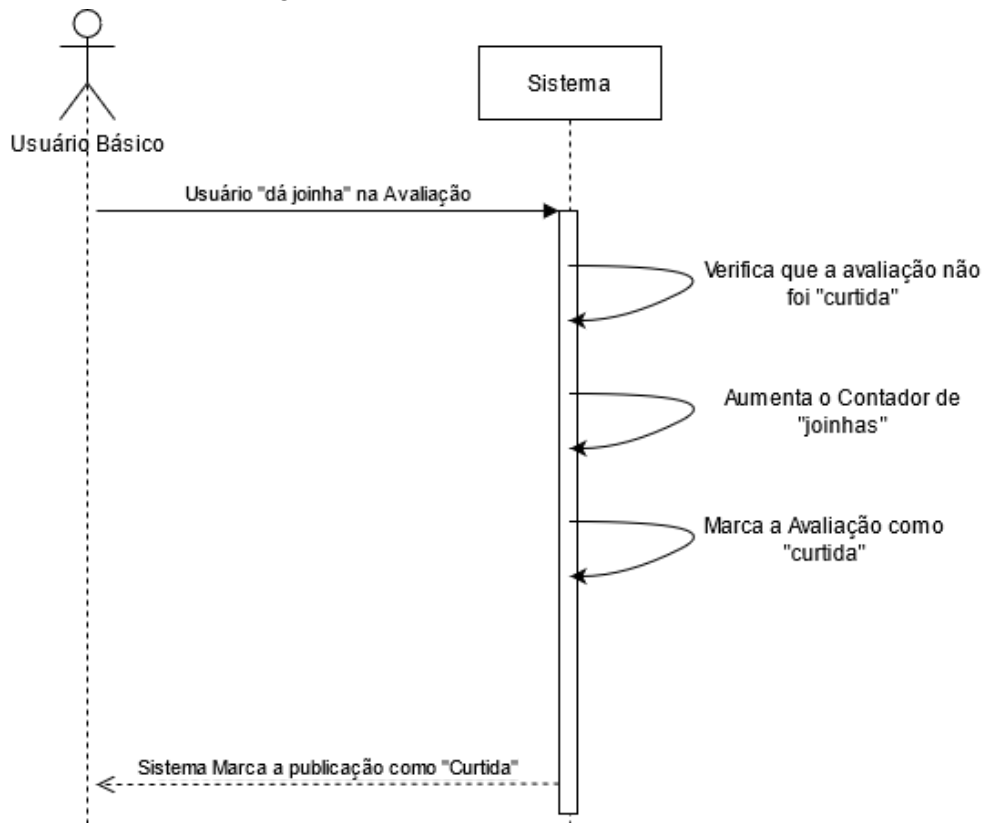 Sistema
Usuário Básico
Usuário "dá joinha" na Avaliação
Verifica que a avaliação não
foi "curtida"
Aumenta o Contador de
"joinhas"
Marca a Avaliação como
"curtida"
Sistema Marca a publicação como "Curtida"